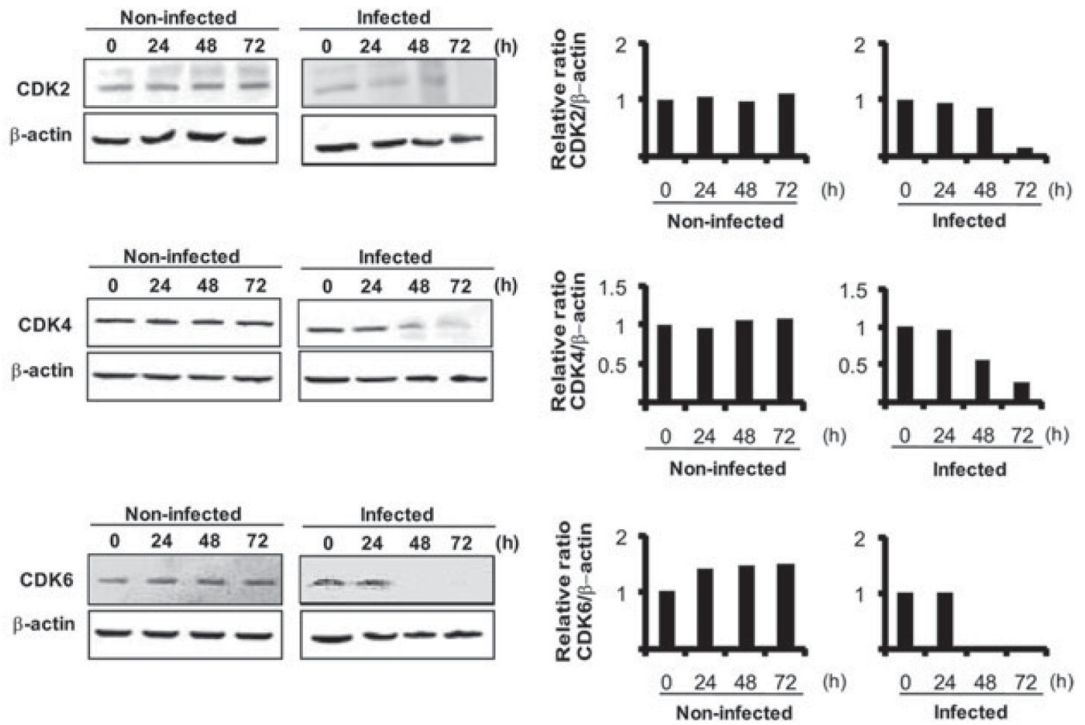 Non-infected Infected
0 24 48 72 0 24 48 72 (h)
CDK2
β-actin
Relative ratio
CDK2/β–actin
2
1
0 24 48 72 (h)
Non-infected
2
1
0 24 48 72 (h)
Infected
Non-infected Infected
0 24 48 72 0 24 48 72 (h)
CDK4
β-actin
Relative ratio
CDK4/β–actin
1.5
1
0.5
0 24 48 72 (h)
Non-infected
1.5
1
0.5
0 24 48 72 (h)
Infected
Non-infected Infected
0 24 48 72 0 24 48 72 (h)
CDK6
β-actin
Relative ratio
CDK6/β–actin
2
1
0 24 48 72 (h)
Non-infected
2
1
0 24 48 72 (h)
Infected